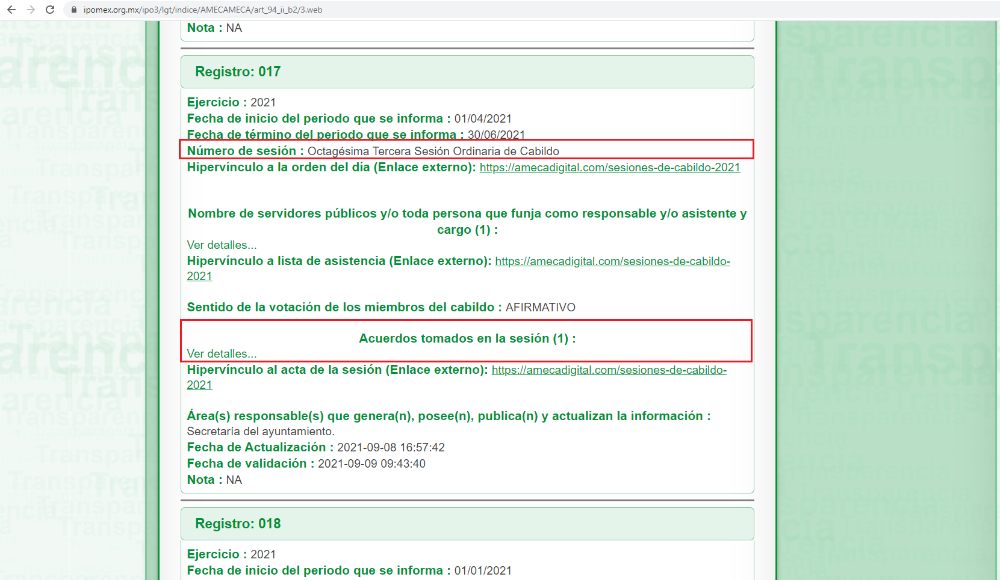 ipomex.org.mx/ipo3/lgt/indice/AMECAMECA/art_94_ii_b2/3.web
Nota : NA
Registro: 017
Ejercicio : 2021
Fecha de inicio del periodo que se informa : 01/04/2021
Fecha de término del periodo que se informa : 30/06/2021
Número de sesión : Octagésima Tercera Sesión Ordinaria de Cabildo
Hipervínculo a la orden del día (Enlace externo): https://amecadigital.com/sesiones-de-cabildo-2021
Nombre de servidores públicos y/o toda persona que funja como responsable y/o asistente y
cargo (1) :
Ver detalles...
Hipervínculo a lista de asistencia (Enlace externo): https://amecadigital.com/sesiones-de-cabildo-
2021
Sentido de la votación de los miembros del cabildo : AFIRMATIVO
Acuerdos tomados en la sesión (1) :
Ver detalles...
Hipervínculo al acta de la sesión (Enlace externo): https://amecadigital.com/sesiones-de-cabildo-
2021
Área(s) responsable(s) que genera(n), posee(n), publica(n) y actualizan la información :
Secretaría del ayuntamiento.
Fecha de Actualización : 2021-09-08 16:57:42
Fecha de validación : 2021-09-09 09:43:40
Nota : NA
Registro: 018
Ejercicio : 2021
Fecha de inicio del periodo que se informa : 01/01/2021